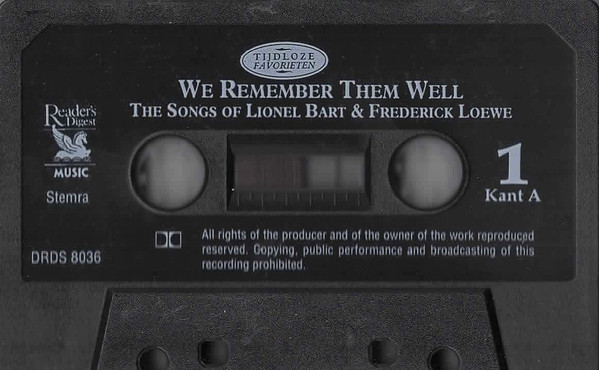 TIJDLOZE
FAVORIETEN
WE REMEMBER THEM WELL
THE SONGS OF LIONEL BART & FREDERICK LOEWE
Reader's
Digest
MUSIC
Stemra
1
Kant A
DRDS 8036
All rights of the producer and of the owner of the work reproduced
reserved. Copying, public performance and broadcasting of this
recording prohibited.